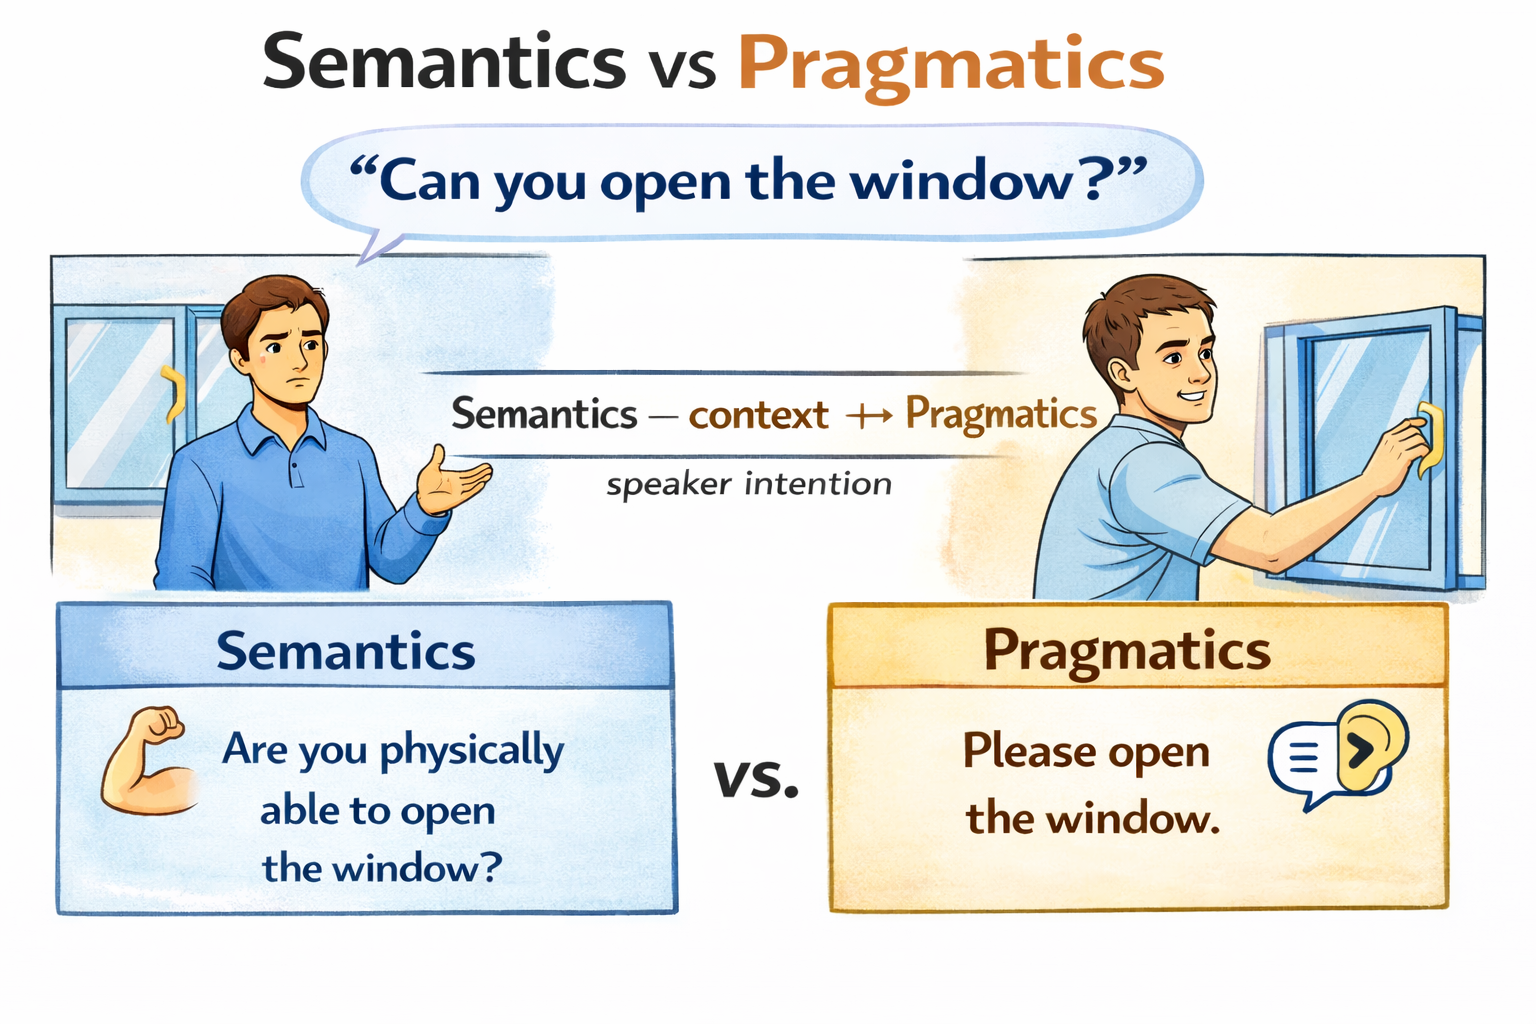 Semantics vs Pragmatics
“Can you open the window?”
Semantics — context → Pragmatics
speaker intention
Semantics
Are you physically
able to open
the window?
vs.
Pragmatics
Please open
the window.